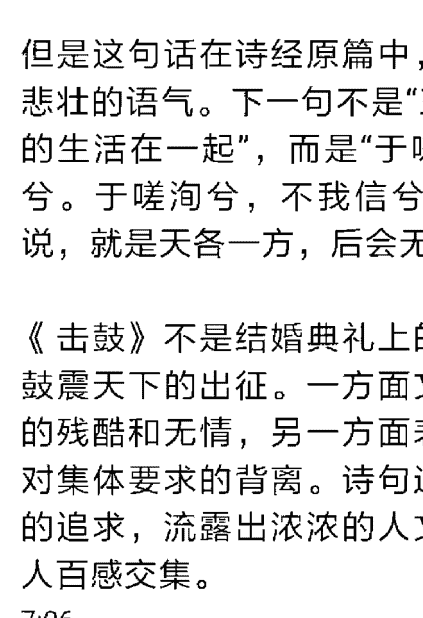 但是这句话在诗经原篇中，
悲壮的语气。下一句不是“
的生活在一起”，而是“于
兮。于嗟洵兮，不我信兮
说，就是天各一方，后会无
《击鼓》不是结婚典礼上的
鼓震天下的出征。一方面
的残酷和无情，另一方面
对集体要求的背离。诗句
的追求，流露出浓浓的人文
人百感交集。